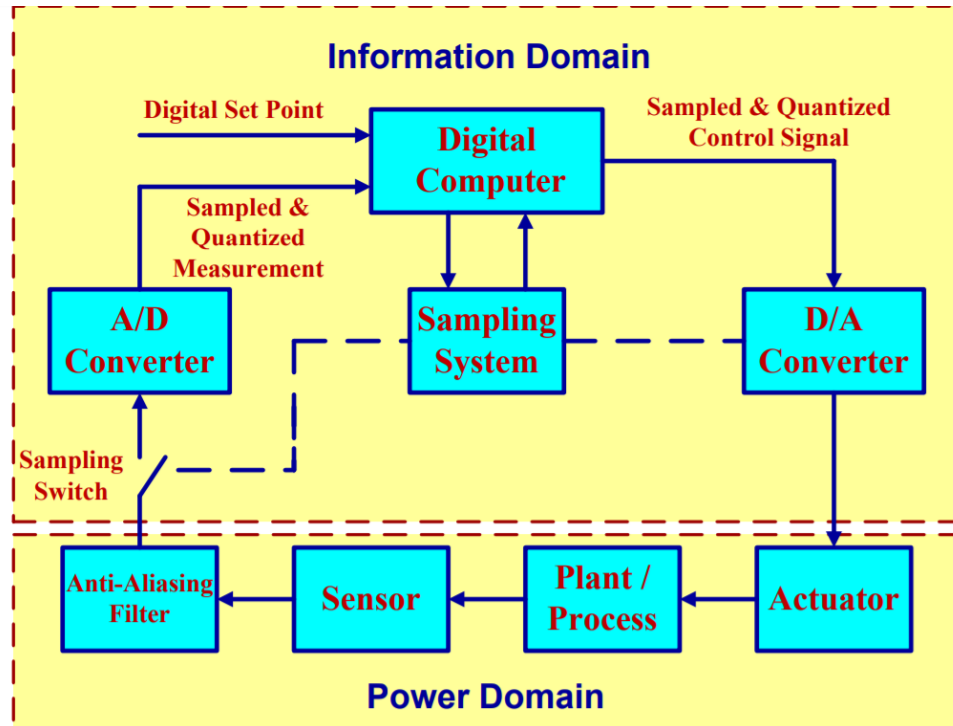 Information Domain
Digital Set Point
Sampled & Quantized
Control Signal
Digital
Computer
Sampled &
Quantized
Measurement
A/D
Converter
Sampling
System
D/A
Converter
Sampling
Switch
Anti-Aliasing
Filter
Sensor
Plant /
Process
Actuator
Power Domain